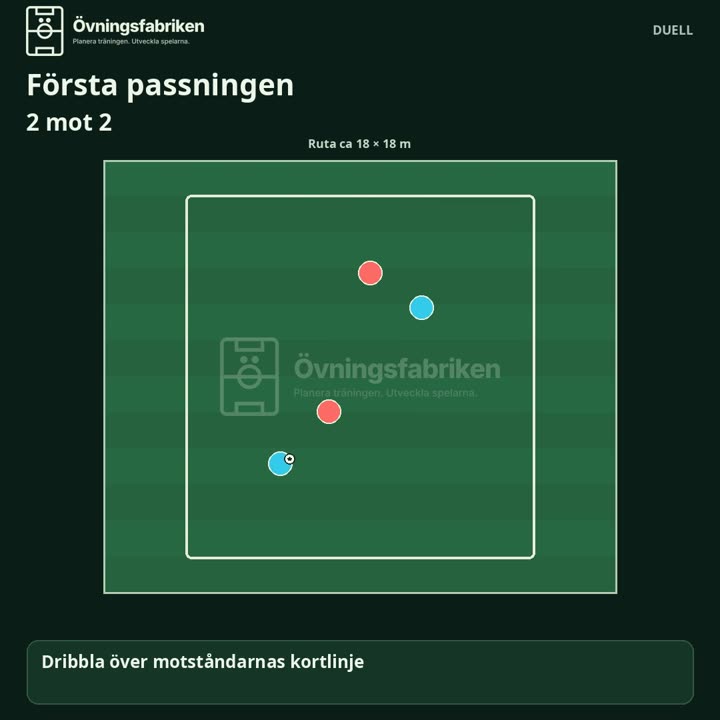 Övningsfabriken
Planera träningen. Utveckla spelarna.
DUELL
Första passningen
2 mot 2
Ruta ca 18 × 18 m
Övningsfabriken
Planera träningen. Utveckla spelarna.
Dribbla över motståndarnas kortlinje